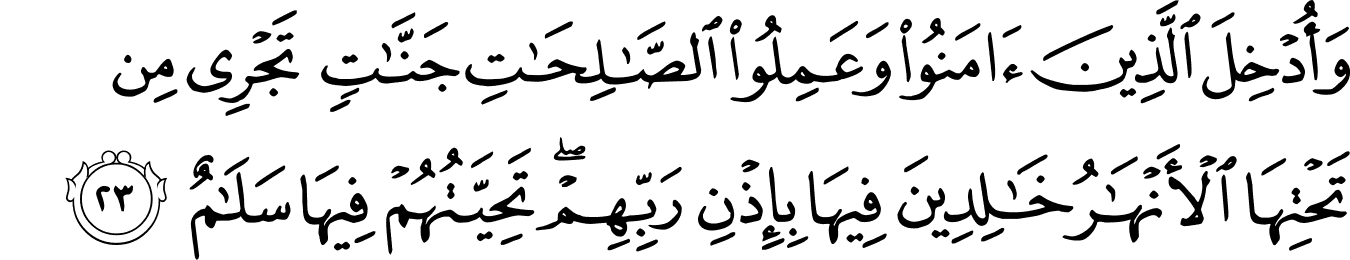 وَأُدْخِلَ ٱلَّذِينَ ءَامَنُوا۟ وَعَمِلُوا۟ ٱلصَّـٰلِحَـٰتِ جَنَّـٰتٍ تَجْرِى مِن
تَحْتِهَا ٱلْأَنْهَـٰرُ خَـٰلِدِينَ فِيهَا بِإِذْنِ رَبِّهِمْ ۖ تَحِيَّتُهُمْ فِيهَا سَلَـٰمٌ ٢٣